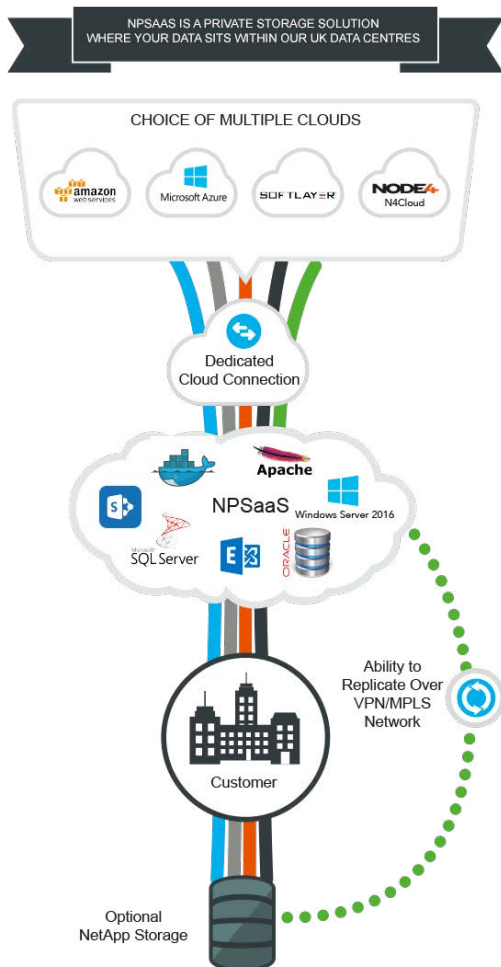 NPSAAS IS A PRIVATE STORAGE SOLUTION
WHERE YOUR DATA SITS WITHIN OUR UK DATA CENTRES
CHOICE OF MULTIPLE CLOUDS
amazon
webservices
Microsoft Azure
SOFTLAYER
NODE4
N4Cloud
Dedicated
Cloud Connection
Apache
S
NPSaaS
Windows Server 2016
Microsoft
SQL Server
E
ORACLE
Ability to
Replicate Over
VPN/MPLS
Network
Customer
Optional
NetApp Storage